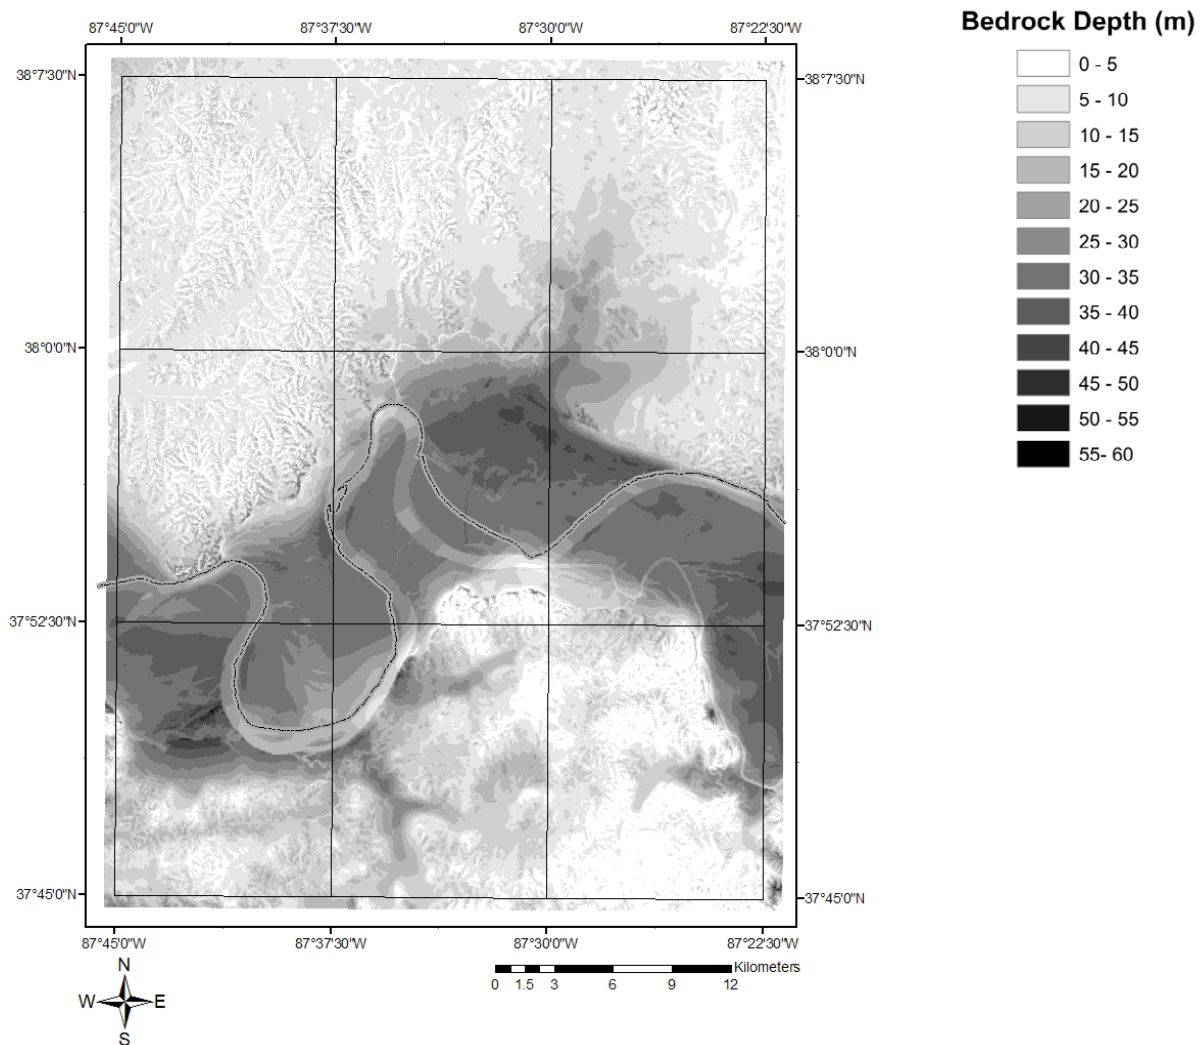 87°45'0"W 87°37'30"W 87°30'0"W 87°22'30"W
Bedrock Depth (m)
0 - 5
5 - 10
10 - 15
15 - 20
20 - 25
25 - 30
30 - 35
35 - 40
40 - 45
45 - 50
50 - 55
55- 60
38°7'30"N 38°7'30"N
38°0'0"N 38°0'0"N
37°52'30"N 37°52'30"N
37°45'0"N 37°45'0"N
87°45'0"W 87°37'30"W 87°30'0"W 87°22'30"W
N
W E
S
Kilometers
0 1.5 3 6 9 12